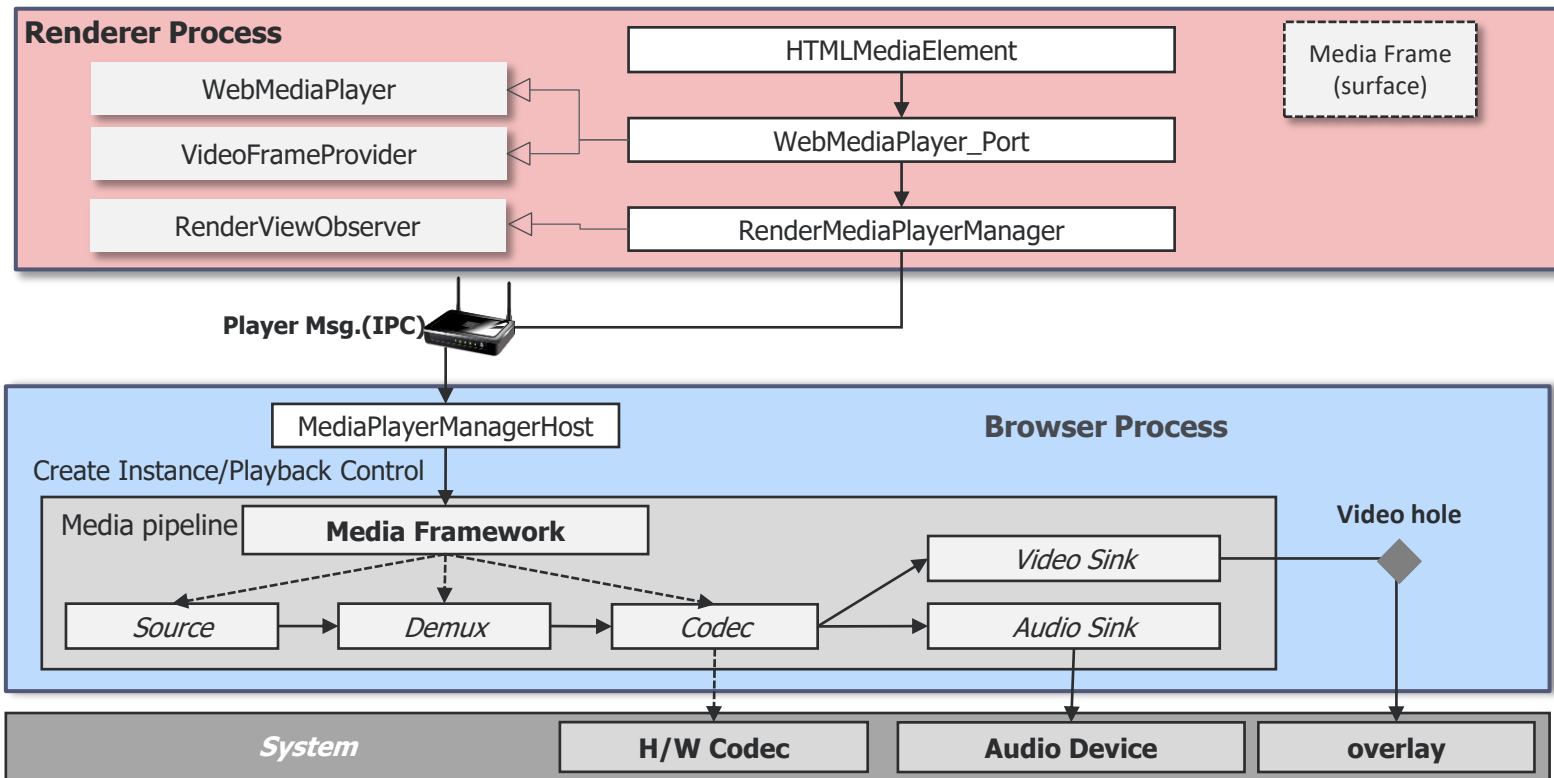 Renderer Process
HTMLMediaElement
Media Frame
(surface)
WebMediaPlayer
VideoFrameProvider
WebMediaPlayer_Port
RenderViewObserver
RenderMediaPlayerManager
Player Msg.(IPC)
MediaPlayerManagerHost
Browser Process
Create Instance/Playback Control
Media pipeline
Media Framework
Video hole
Video Sink
Source
Demux
Codec
Audio Sink
System
H/W Codec
Audio Device
overlay